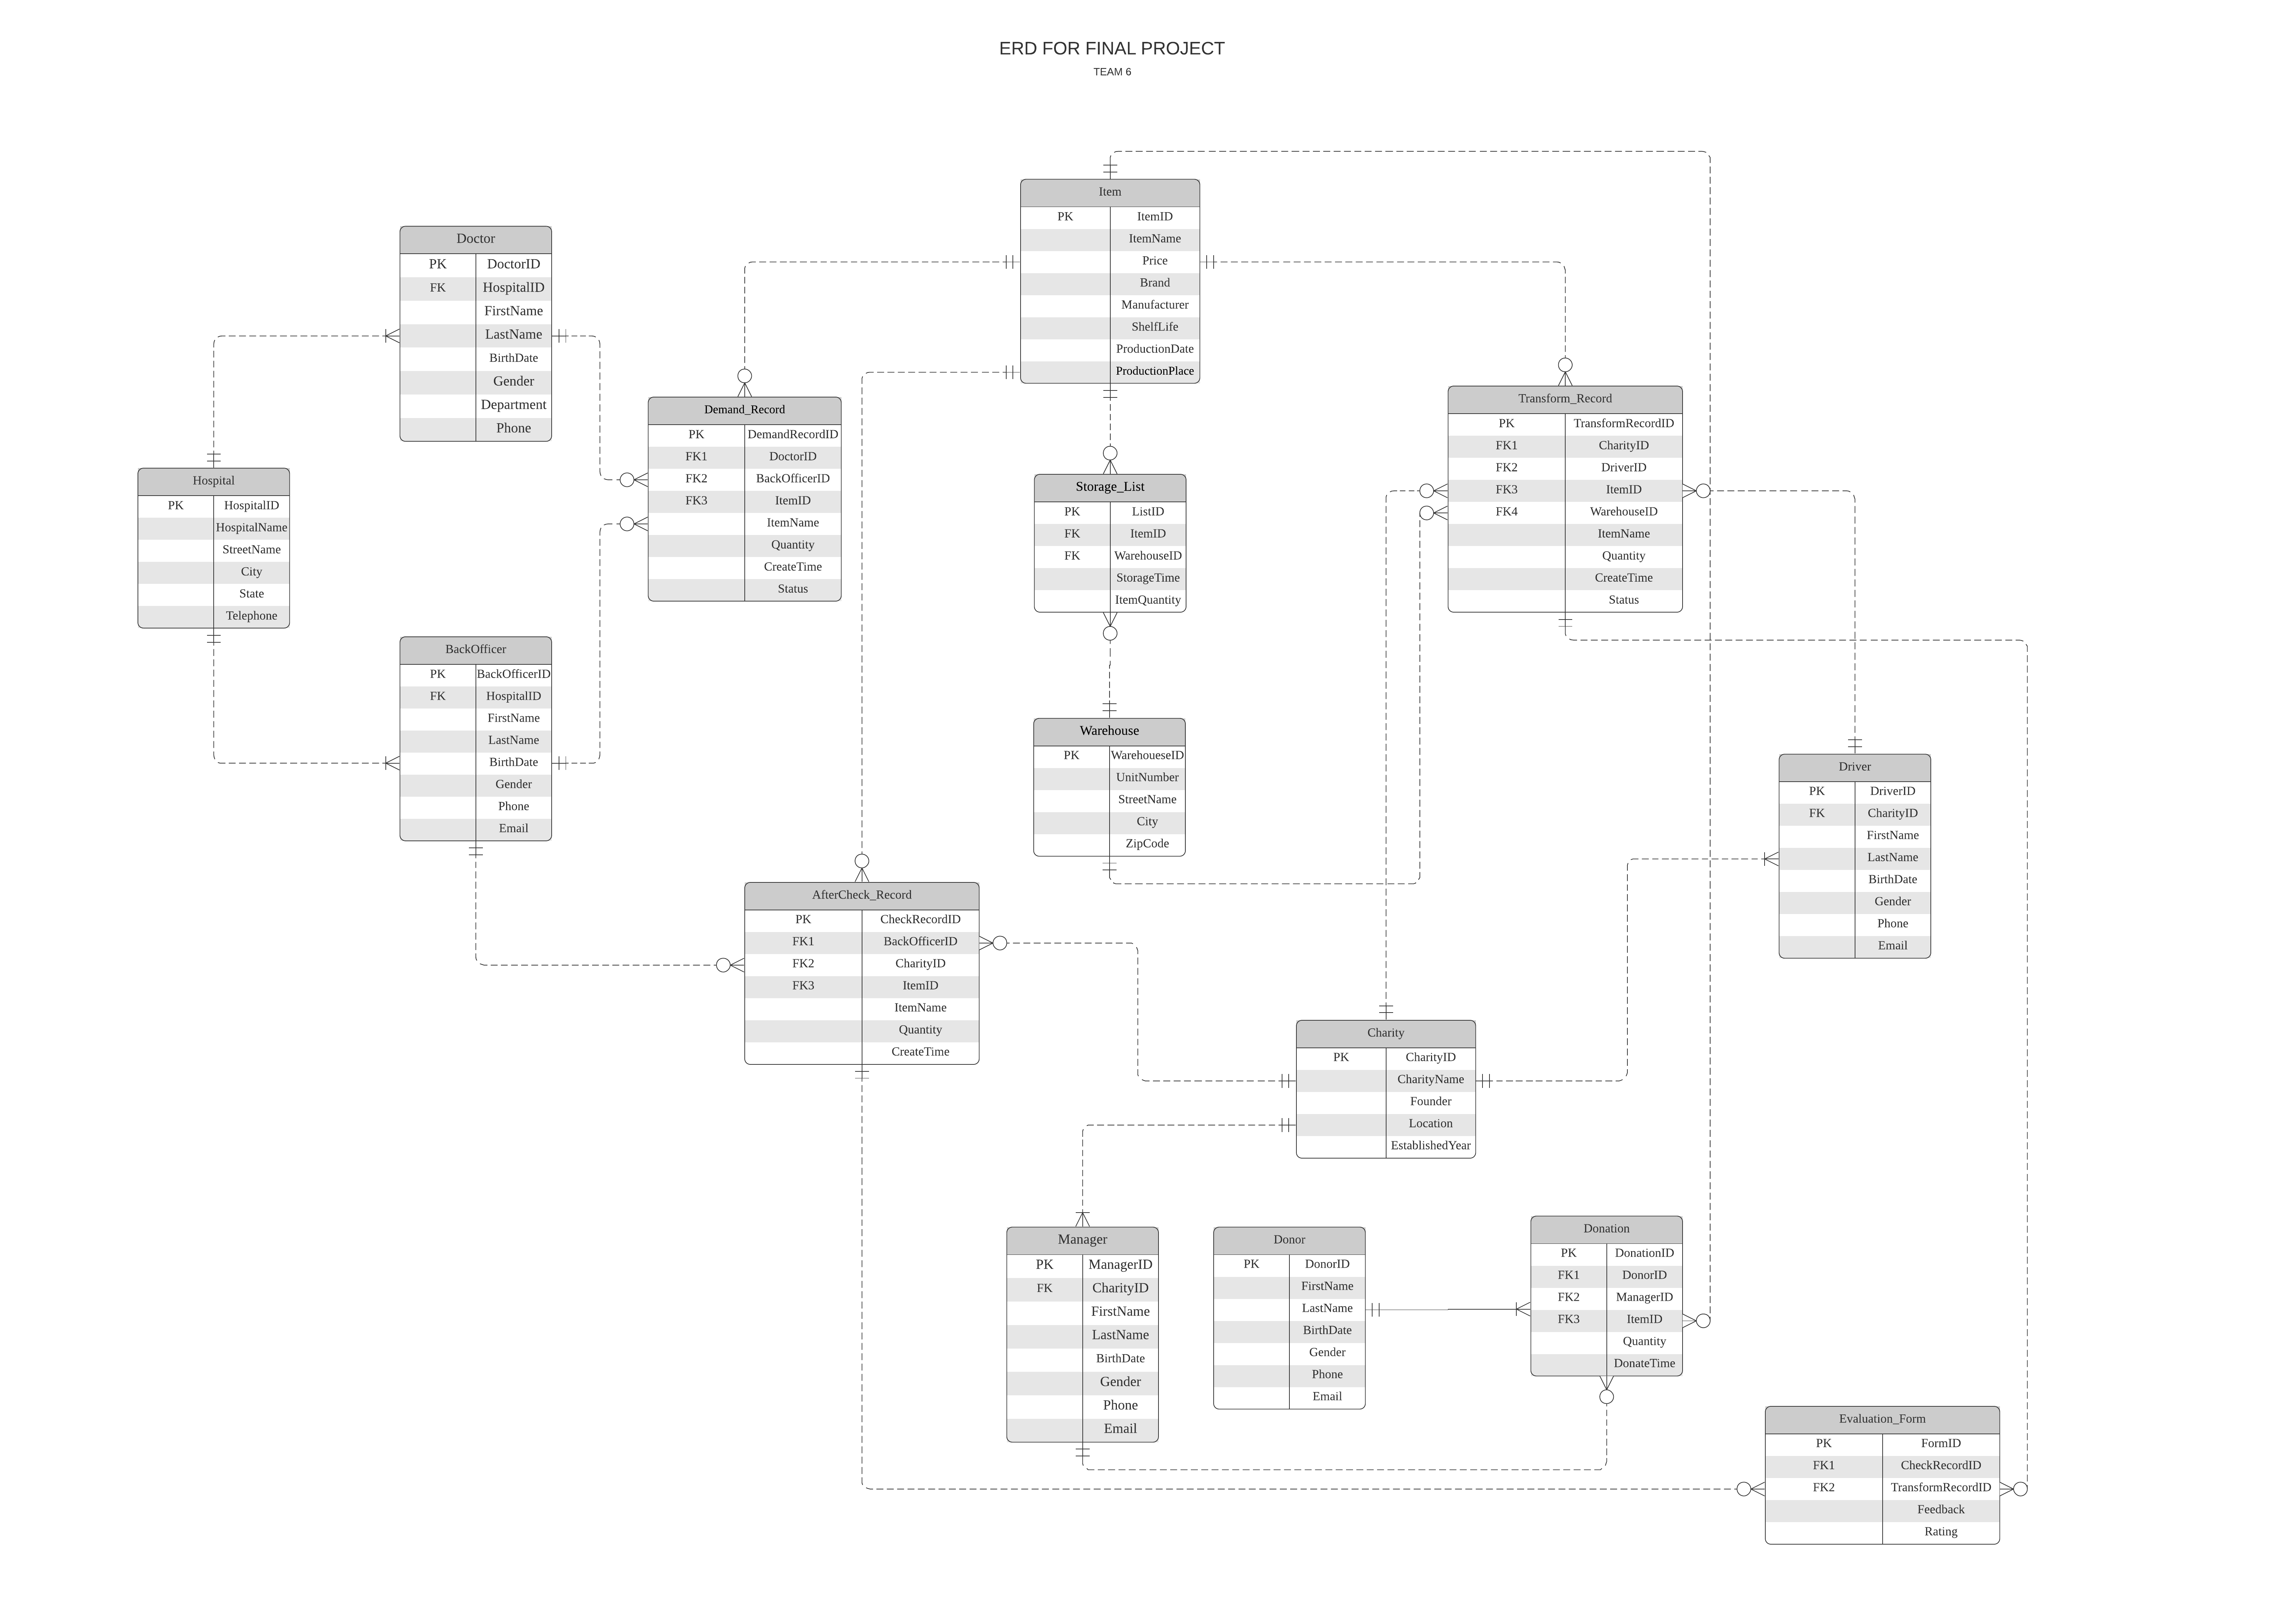 ERD FOR FINAL PROJECT
TEAM 6
Item
PK ItemID
ItemName
Price
Brand
Manufacturer
ShelfLife
ProductionDate
ProductionPlace
Doctor
PK DoctorID
FK HospitalID
FirstName
LastName
BirthDate
Gender
Department
Phone
Demand_Record
PK DemandRecordID
FK1 DoctorID
FK2 BackOfficerID
FK3 ItemID
ItemName
Quantity
CreateTime
Status
Transform_Record
PK TransformRecordID
FK1 CharityID
FK2 DriverID
FK3 ItemID
FK4 WarehouseID
ItemName
Quantity
CreateTime
Status
Hospital
PK HospitalID
HospitalName
StreetName
City
State
Telephone
Storage_List
PK ListID
FK ItemID
FK WarehouseID
StorageTime
ItemQuantity
BackOfficer
PK BackOfficerID
FK HospitalID
FirstName
LastName
BirthDate
Gender
Phone
Email
Warehouse
PK WarehoueseID
UnitNumber
StreetName
City
ZipCode
Driver
PK DriverID
FK CharityID
FirstName
LastName
BirthDate
Gender
Phone
Email
AfterCheck_Record
PK CheckRecordID
FK1 BackOfficerID
FK2 CharityID
FK3 ItemID
ItemName
Quantity
CreateTime
Charity
PK CharityID
CharityName
Founder
Location
EstablishedYear
Manager
PK ManagerID
FK CharityID
FirstName
LastName
BirthDate
Gender
Phone
Email
Donor
PK DonorID
FirstName
LastName
BirthDate
Gender
Phone
Email
Donation
PK DonationID
FK1 DonorID
FK2 ManagerID
FK3 ItemID
Quantity
DonateTime
Evaluation_Form
PK FormID
FK1 CheckRecordID
FK2 TransformRecordID
Feedback
Rating